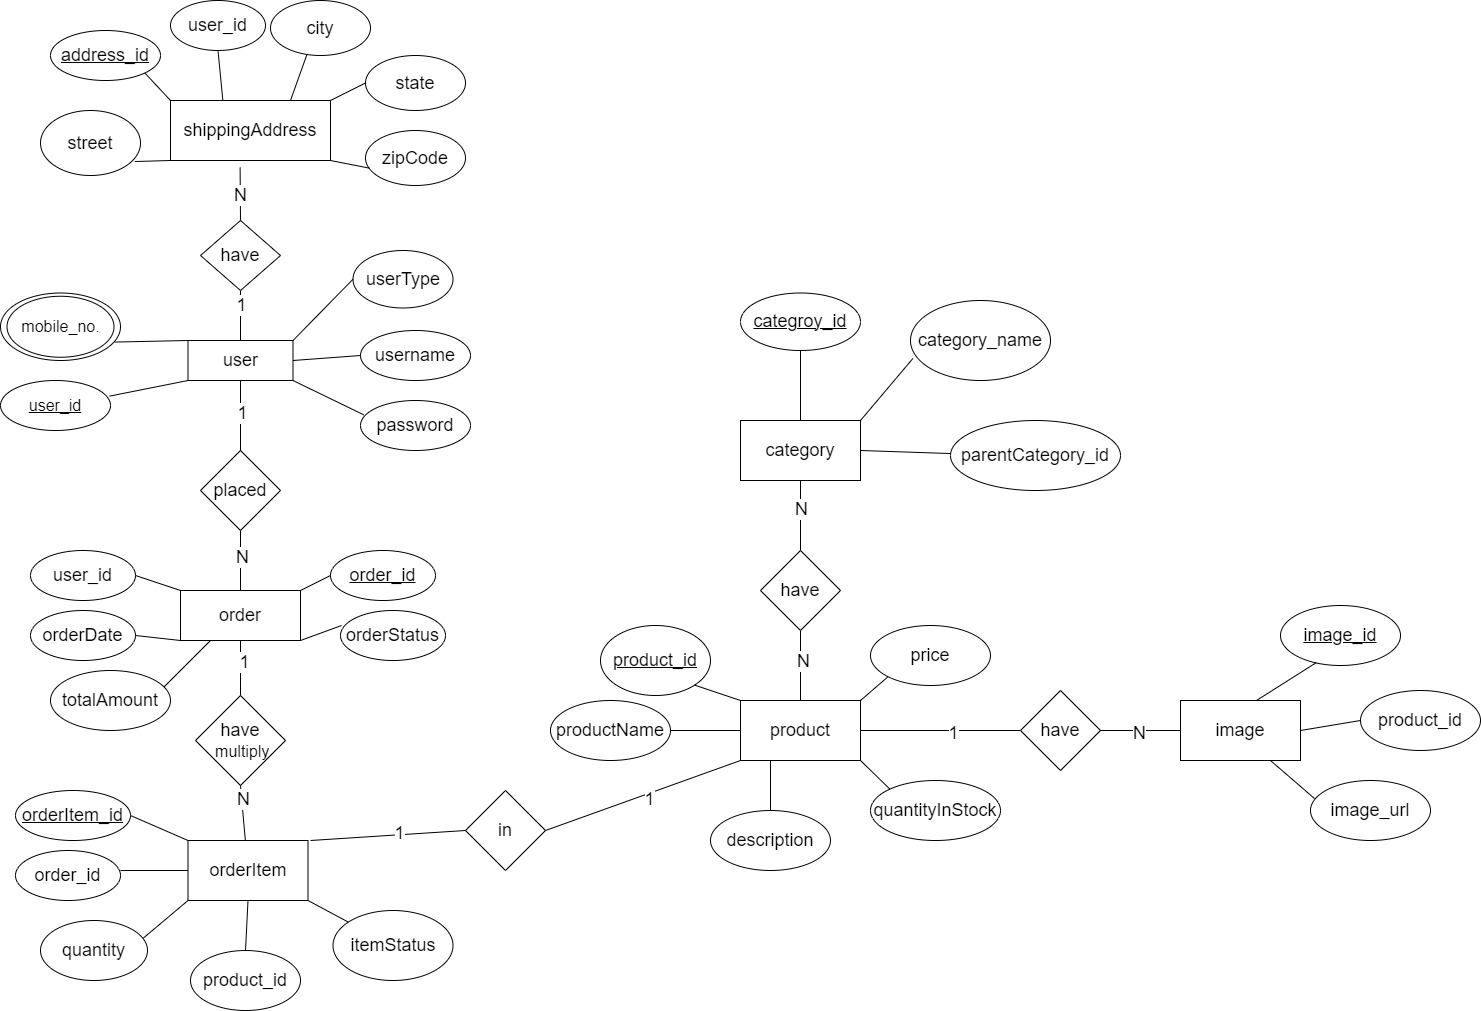 user_id
city
address_id
state
shippingAddress
street
zipCode
N
have
userType
1
mobile_no.
username
user
user_id
password
1
placed
N
user_id
order_id
order
orderDate
orderStatus
1
totalAmount
have
multiply
N
orderItem_id
1
in
1
orderItem
order_id
quantity
itemStatus
product_id
categroy_id
category_name
category
parentCategory_id
N
have
N
product_id
price
productName
product
1
have
N
image
image_id
product_id
image_url
quantityInStock
description